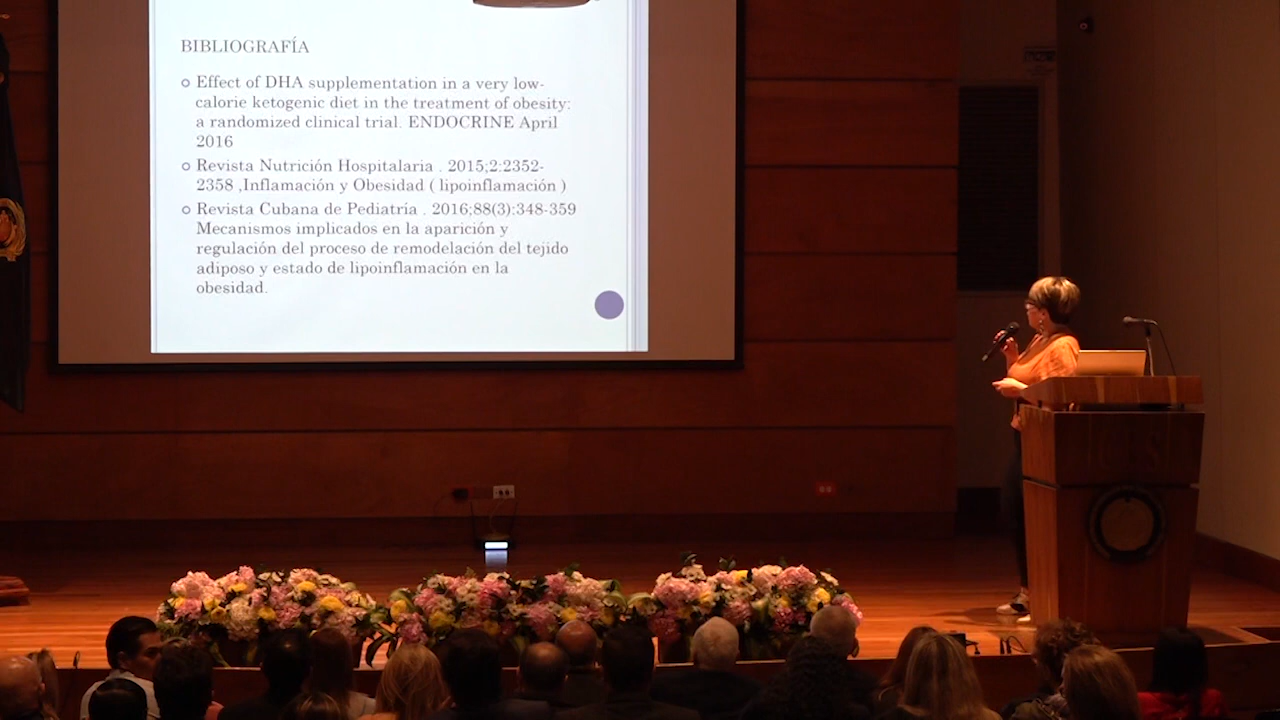 BIBLIOGRAFÍA
Effect of DHA supplementation in a very low-
calorie ketogenic diet in the treatment of obesity:
a randomized clinical trial. ENDOCRINE April
2016
Revista Nutrición Hospitalaria . 2015;2:2352-
2358 ,Inflamación y Obesidad ( lipoinflamación )
Revista Cubana de Pediatría . 2016;88(3):348-359
Mecanismos implicados en la aparición y
regulación del proceso de remodelación del tejido
adiposo y estado de lipoinflamación en la
obesidad.